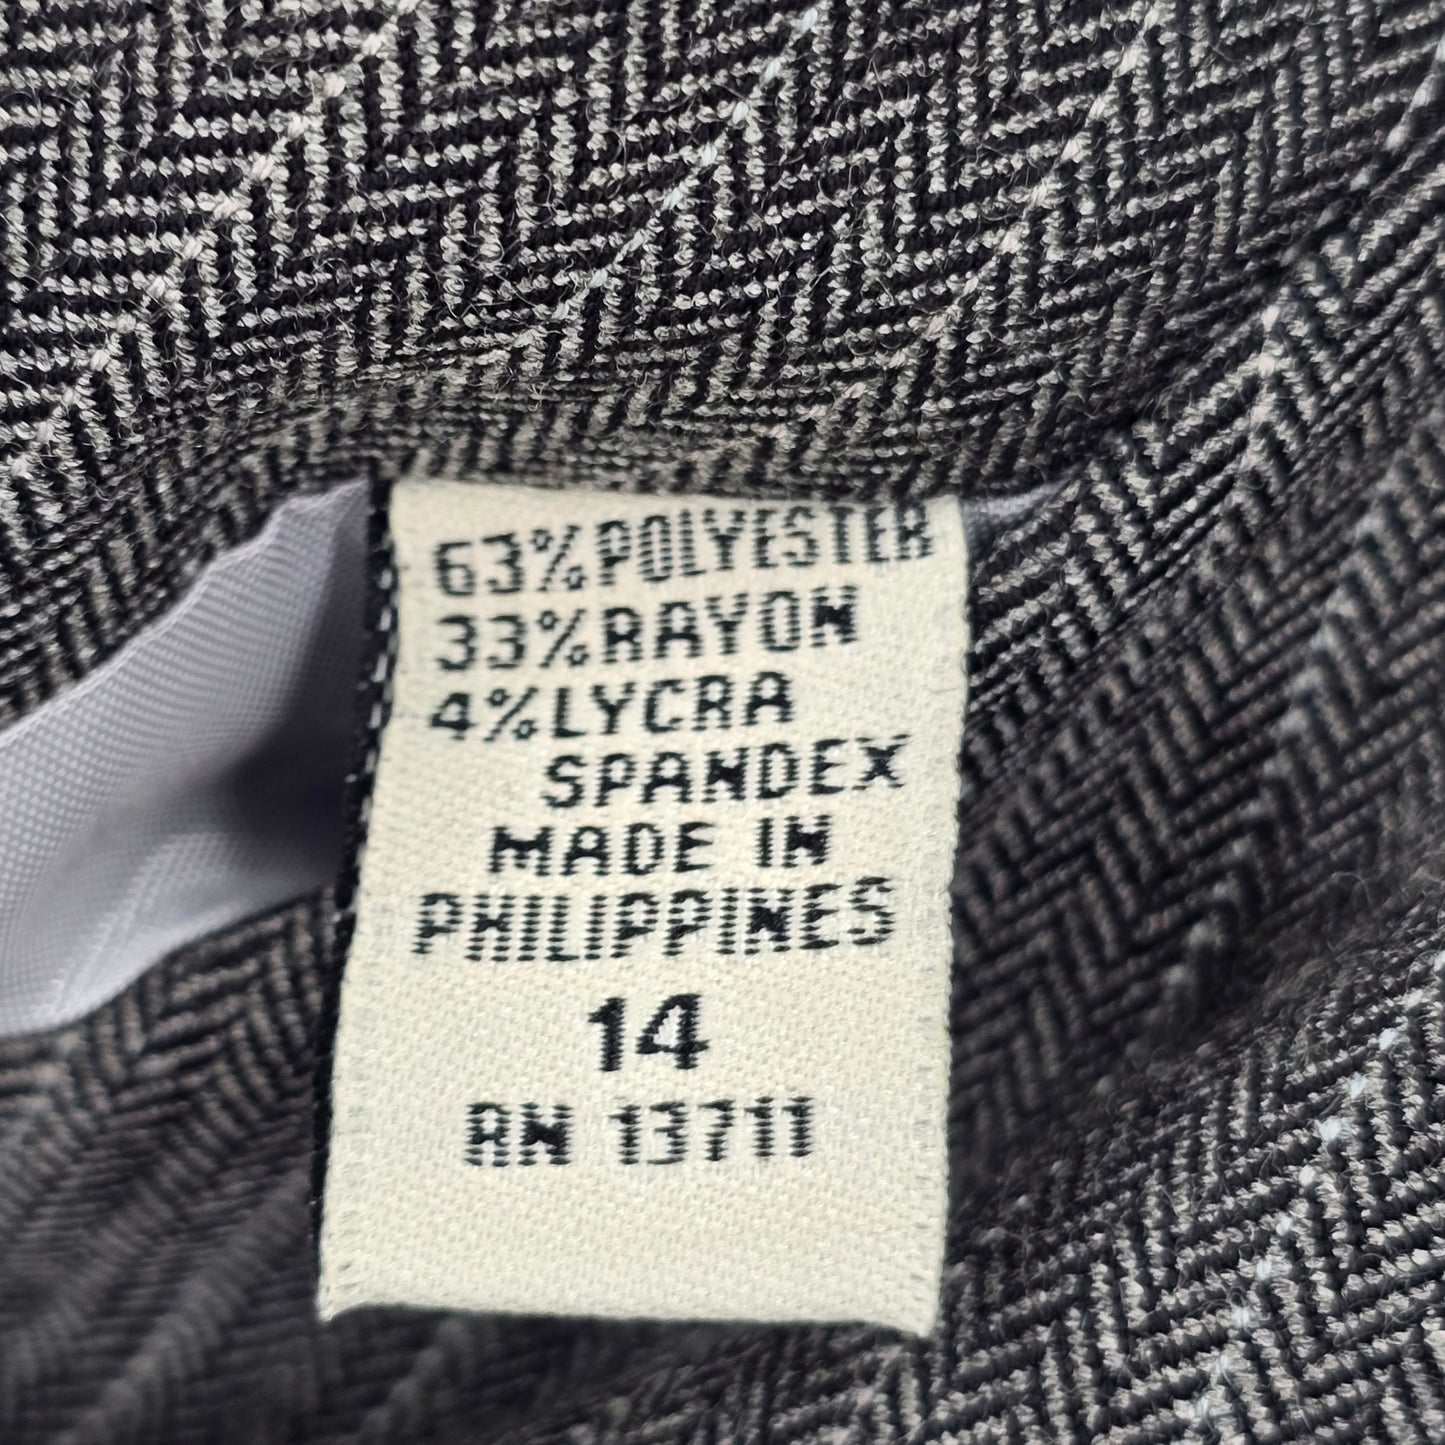 63% POLYESTER
33% RAYON
4% LYCRA
SPANDEX
MADE IN
PHILIPPINES
14
RN 13711